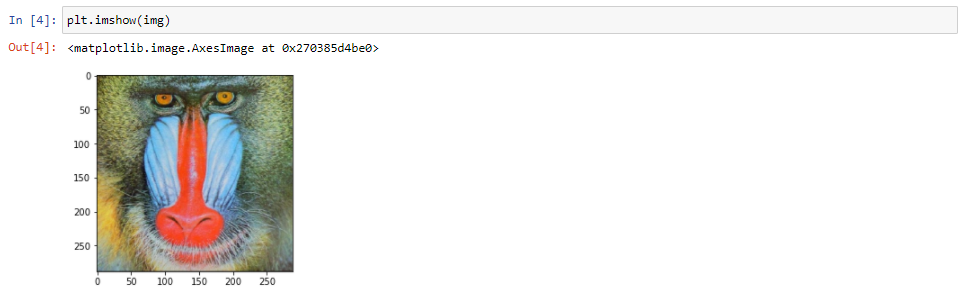 In [4]: plt.imshow(img)
Out[4]: <matplotlib.image.AxesImage at 0x270385d4be0>
0
50
100
150
200
250
0 50 100 150 200 250